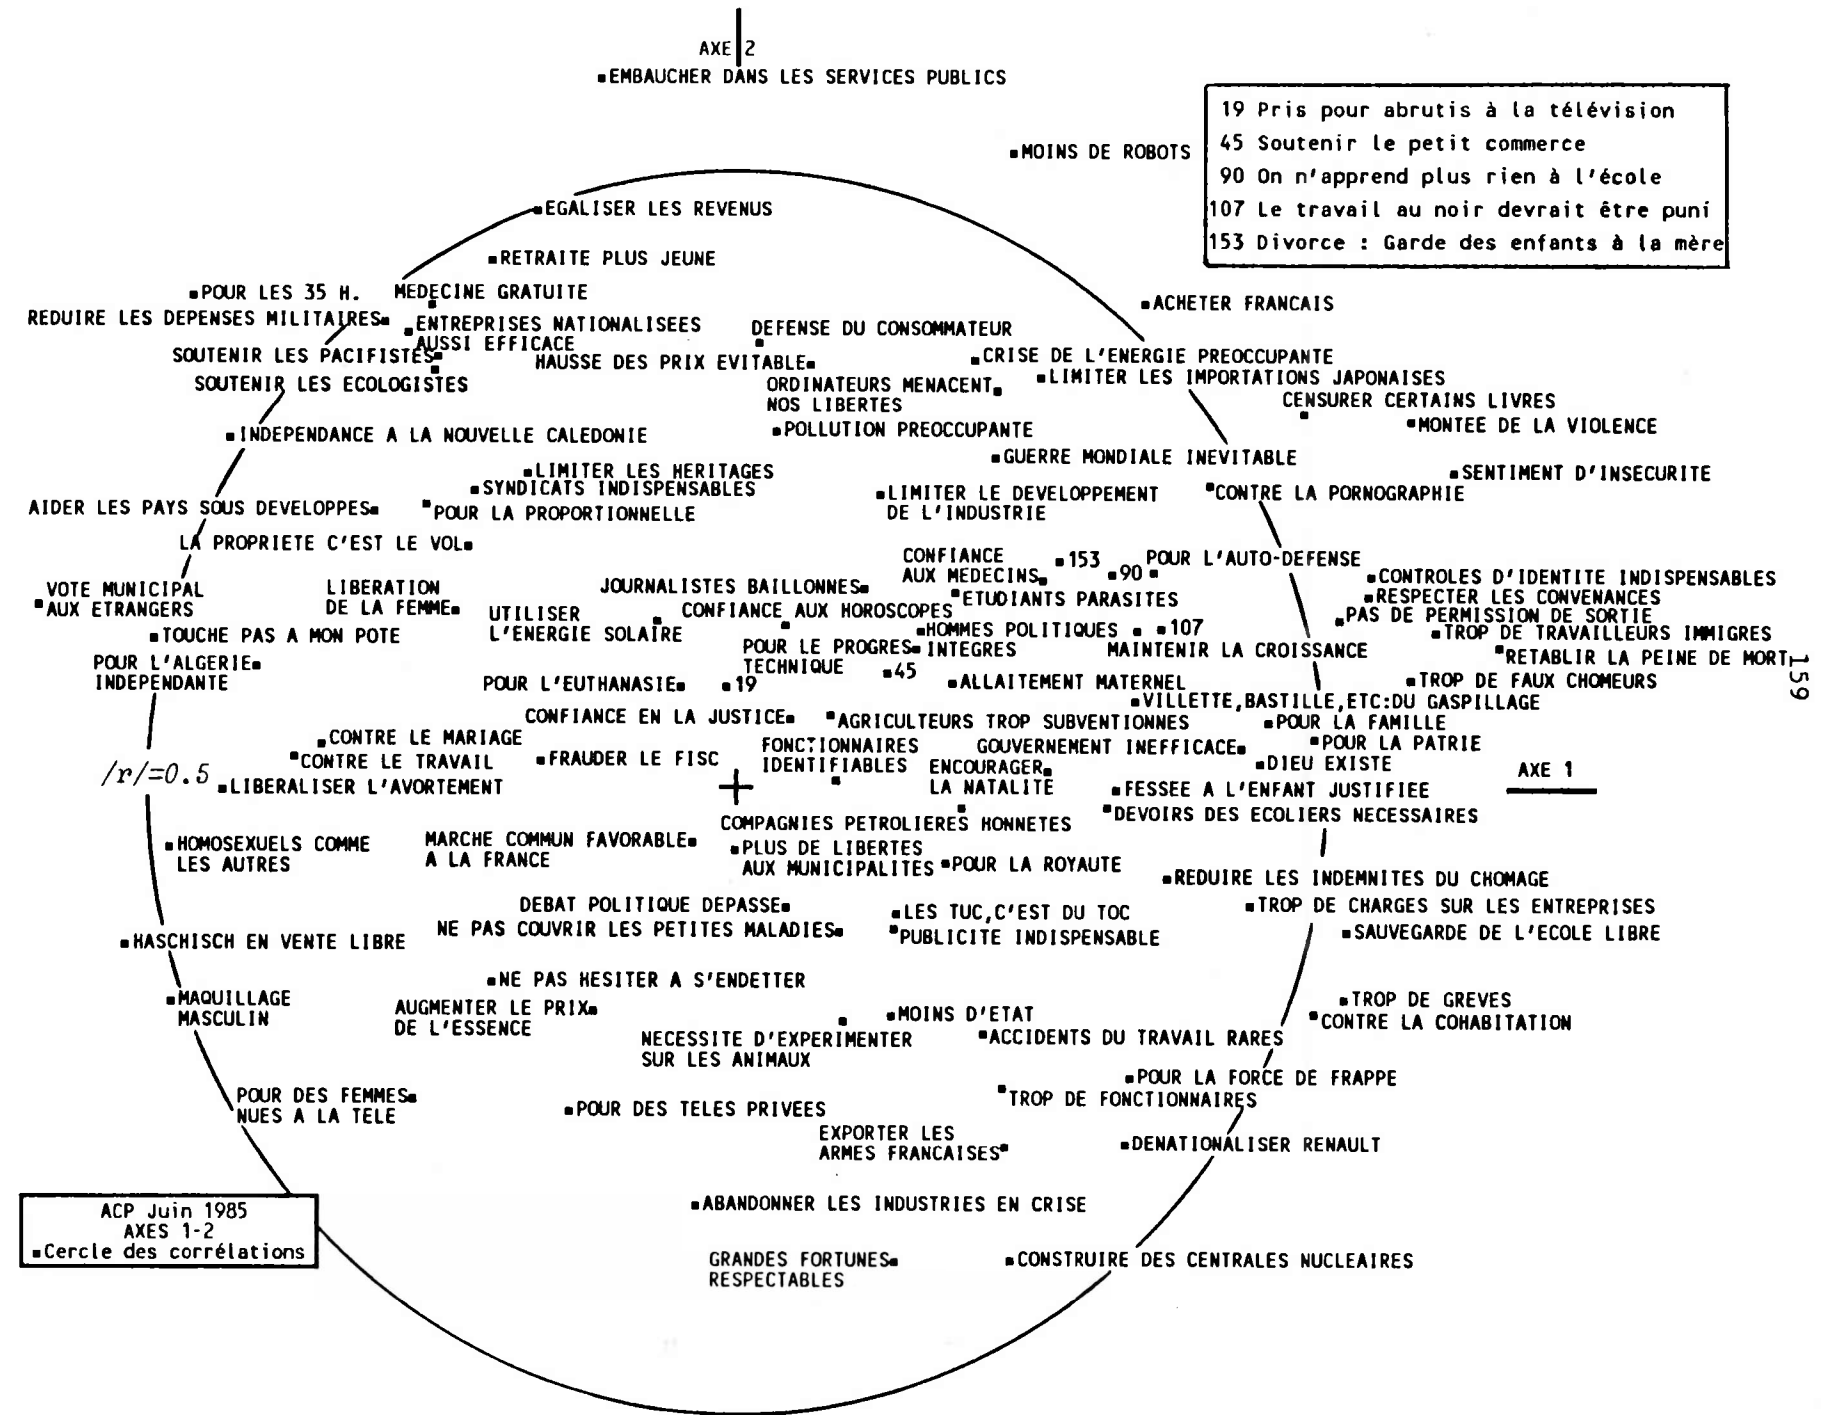 AXE 2
EMBAUCHER DANS LES SERVICES PUBLICS
19 Pris pour abrutis à la télévision
45 Soutenir le petit commerce
90 On n'apprend plus rien à l'école
107 Le travail au noir devrait être puni
153 Divorce : Garde des enfants à la mère
MOINS DE ROBOTS
EGALISER LES REVENUS
RETRAITE PLUS JEUNE
POUR LES 35 H.
MEDECINE GRATUITE
ACHETER FRANCAIS
REDUIRE LES DEPENSES MILITAIRES
ENTREPRISES NATIONALISEES
AUSSI EFFICACE
DEFENSE DU CONSOMMATEUR
SOUTENIR LES PACIFISTES
HAUSSE DES PRIX EVITABLE
CRISE DE L'ENERGIE PREOCCUPANTE
SOUTENIR LES ECOLOGISTES
ORDINATEURS MENACENT
NOS LIBERTES
LIMITER LES IMPORTATIONS JAPONAISES
CENSURER CERTAINS LIVRES
MONTEE DE LA VIOLENCE
INDEPENDANCE A LA NOUVELLE CALEDONIE
POLLUTION PREOCCUPANTE
GUERRE MONDIALE INEVITABLE
LIMITER LES HERITAGES
SENTIMENT D'INSECURITE
SYNDICATS INDISPENSABLES
LIMITER LE DEVELOPPEMENT
DE L'INDUSTRIE
CONTRE LA PORNOGRAPHIE
AIDER LES PAYS SOUS DEVELOPPES
POUR LA PROPORTIONNELLE
LA PROPRIETE C'EST LE VOL
CONFIANCE
AUX MEDECINS
153
90
POUR L'AUTO-DEFENSE
VOTE MUNICIPAL
AUX ETRANGERS
LIBERATION
DE LA FEMME
JOURNALISTES BAILLONNES
CONTROLES D'IDENTITE INDISPENSABLES
ETUDIANTS PARASITES
RESPECTER LES CONVENANCES
UTILISER
L'ENERGIE SOLAIRE
CONFIANCE AUX HOROSCOPES
PAS DE PERMISSION DE SORTIE
TOUCHE PAS A MON POTE
HOMMES POLITIQUES
INTEGRES
107
TROP DE TRAVAILLEURS IMMIGRES
POUR LE PROGRES
TECHNIQUE
MAINTENIR LA CROISSANCE
RETABLIR LA PEINE DE MORT
159
POUR L'ALGERIE
INDEPENDANTE
45
POUR L'EUTHANASIE
19
ALLAITEMENT MATERNEL
TROP DE FAUX CHOMEURS
VILLETTE,BASTILLE,ETC:DU GASPILLAGE
CONFIANCE EN LA JUSTICE
AGRICULTEURS TROP SUBVENTIONNES
POUR LA FAMILLE
CONTRE LE MARIAGE
FONCTIONNAIRES
IDENTIFIABLES
GOUVERNEMENT INEFFICACE
POUR LA PATRIE
CONTRE LE TRAVAIL
FRAUDER LE FISC
ENCOURAGER
LA NATALITE
DIEU EXISTE
AXE 1
/r/=0.5
LIBERALISER L'AVORTEMENT
FESSEE A L'ENFANT JUSTIFIEE
DEVOIRS DES ECOLIERS NECESSAIRES
COMPAGNIES PETROLIERES HONNETES
HOMOSEXUELS COMME
LES AUTRES
MARCHE COMMUN FAVORABLE
A LA FRANCE
PLUS DE LIBERTES
AUX MUNICIPALITES
POUR LA ROYAUTE
REDUIRE LES INDEMNITES DU CHOMAGE
DEBAT POLITIQUE DEPASSE
LES TUC,C'EST DU TOC
TROP DE CHARGES SUR LES ENTREPRISES
HASCHISCH EN VENTE LIBRE
NE PAS COUVRIR LES PETITES MALADIES
PUBLICITE INDISPENSABLE
SAUVEGARDE DE L'ECOLE LIBRE
NE PAS HESITER A S'ENDETTER
MAQUILLAGE
MASCULIN
AUGMENTER LE PRIX
DE L'ESSENCE
MOINS D'ETAT
TROP DE GREVES
CONTRE LA COHABITATION
NECESSITE D'EXPERIMENTER
SUR LES ANIMAUX
ACCIDENTS DU TRAVAIL RARES
POUR LA FORCE DE FRAPPE
POUR DES FEMMES
NUES A LA TELE
TROP DE FONCTIONNAIRES
POUR DES TELES PRIVEES
EXPORTER LES
ARMES FRANCAISES
DENATIONALISER RENAULT
ABANDONNER LES INDUSTRIES EN CRISE
ACP Juin 1985
AXES 1-2
Cercle des corrélations
GRANDES FORTUNES
RESPECTABLES
CONSTRUIRE DES CENTRALES NUCLEAIRES